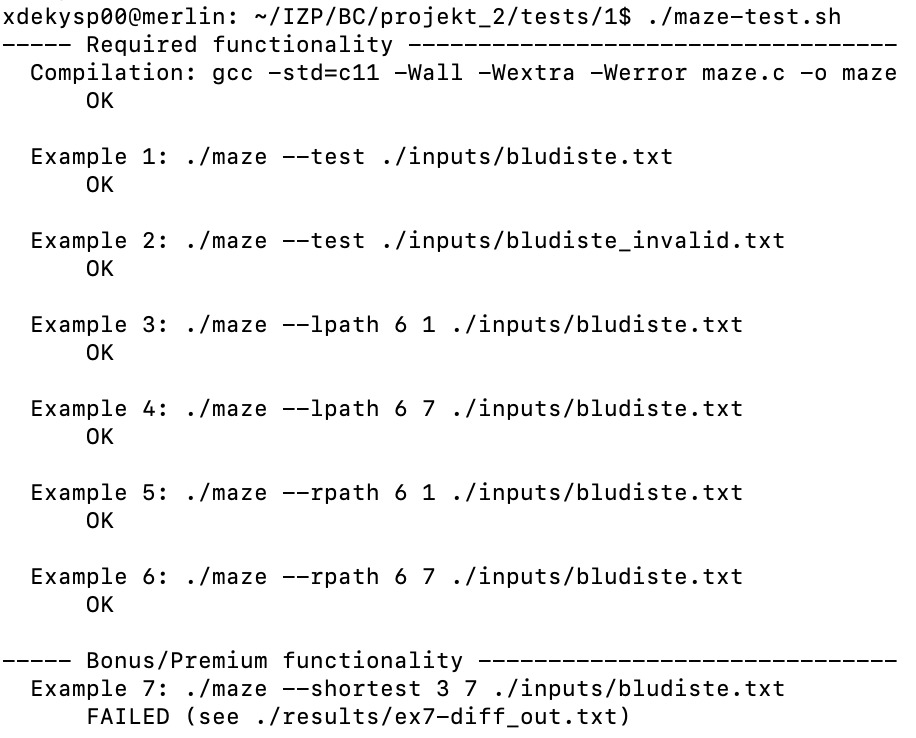 xdekysp00@merlin: ~/IZP/BC/projekt_2/tests/1$ ./maze-test.sh
----- Required functionality -----------------------------------
  Compilation: gcc -std=c11 -Wall -Wextra -Werror maze.c -o maze
      OK

  Example 1: ./maze --test ./inputs/bludiste.txt
      OK

  Example 2: ./maze --test ./inputs/bludiste_invalid.txt
      OK

  Example 3: ./maze --lpath 6 1 ./inputs/bludiste.txt
      OK

  Example 4: ./maze --lpath 6 7 ./inputs/bludiste.txt
      OK

  Example 5: ./maze --rpath 6 1 ./inputs/bludiste.txt
      OK

  Example 6: ./maze --rpath 6 7 ./inputs/bludiste.txt
      OK

----- Bonus/Premium functionality ------------------------------
  Example 7: ./maze --shortest 3 7 ./inputs/bludiste.txt
      FAILED (see ./results/ex7-diff_out.txt)